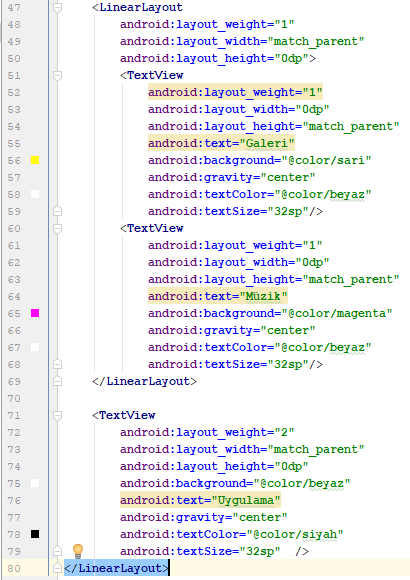 47 <LinearLayout
48 android:layout_weight="1"
49 android:layout_width="match_parent"
50 android:layout_height="0dp">
51 <TextView
52 android:layout_weight="1"
53 android:layout_width="0dp"
54 android:layout_height="match_parent"
55 android:text="Galeri"
56 android:background="@color/sari"
57 android:gravity="center"
58 android:textColor="@color/beyaz"
59 android:textSize="32sp"/>
60 <TextView
61 android:layout_weight="1"
62 android:layout_width="0dp"
63 android:layout_height="match_parent"
64 android:text="Müzik"
65 android:background="@color/magenta"
66 android:gravity="center"
67 android:textColor="@color/beyaz"
68 android:textSize="32sp"/>
69 </LinearLayout>
70
71 <TextView
72 android:layout_weight="2"
73 android:layout_width="match_parent"
74 android:layout_height="0dp"
75 android:background="@color/beyaz"
76 android:text="Uygulama"
77 android:gravity="center"
78 android:textColor="@color/siyah"
79 android:textSize="32sp" />
80 </LinearLayout>